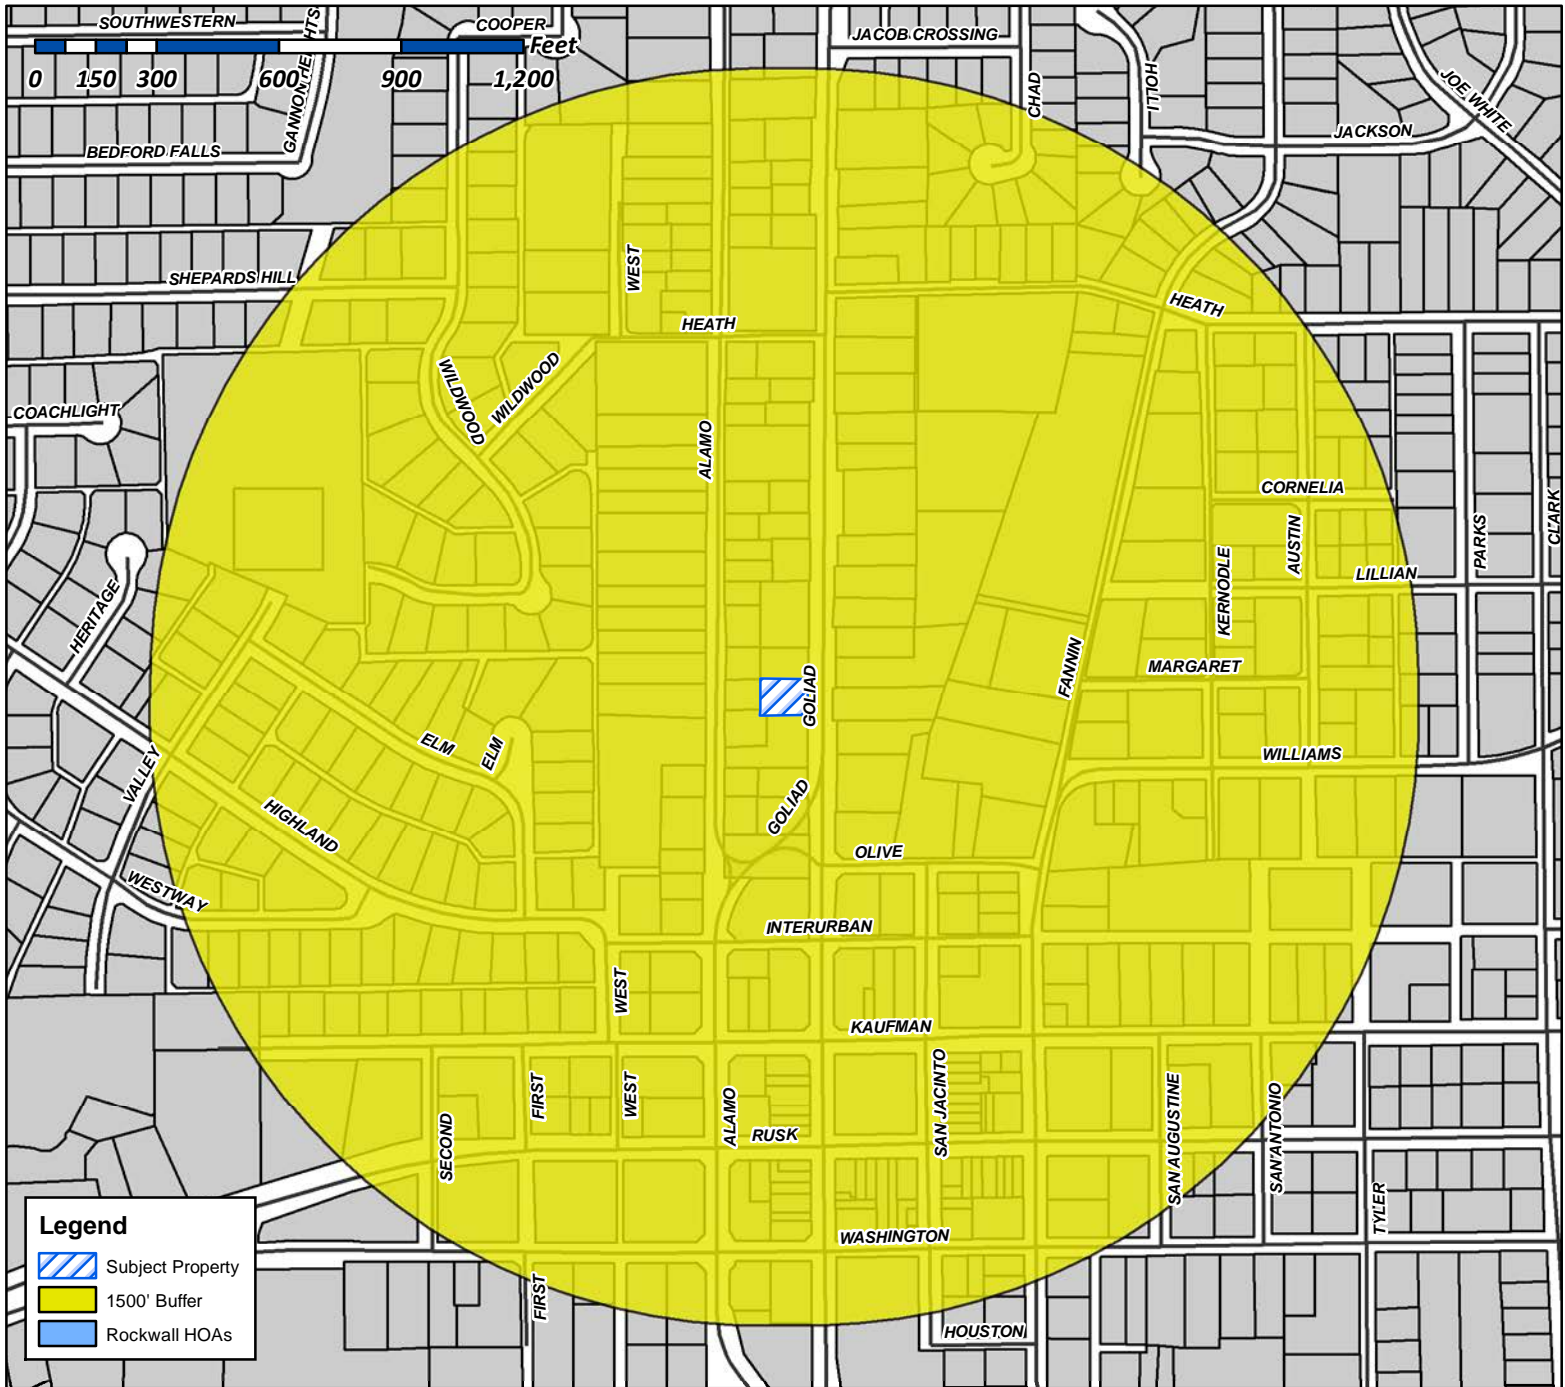 SOUTHWESTERN
COOPER
JACOB CROSSING
Feet
0 150 300 600 900 1,200
GANNON HEIGHTS
CHAD
HOLLI
JOE WHITE
JACKSON
BEDFORD FALLS
WEST
SHEPARDS HILL
HEATH
HEATH
WILDWOOD
WILDWOOD
COACHLIGHT
ALAMO
CORNELIA
PARKS
CLARK
AUSTIN
KERNODLE
LILLIAN
HERITAGE
MARGARET
FANNIN
GOLIAD
ELM
ELM
WILLIAMS
VALLEY
GOLIAD
HIGHLAND
OLIVE
WESTWAY
INTERURBAN
WEST
KAUFMAN
FIRST
WEST
ALAMO
SAN JACINTO
SAN AUGUSTINE
SAN ANTONIO
SECOND
RUSK
TYLER
WASHINGTON
FIRST
HOUSTON
Legend
Subject Property
1500' Buffer
Rockwall HOAs